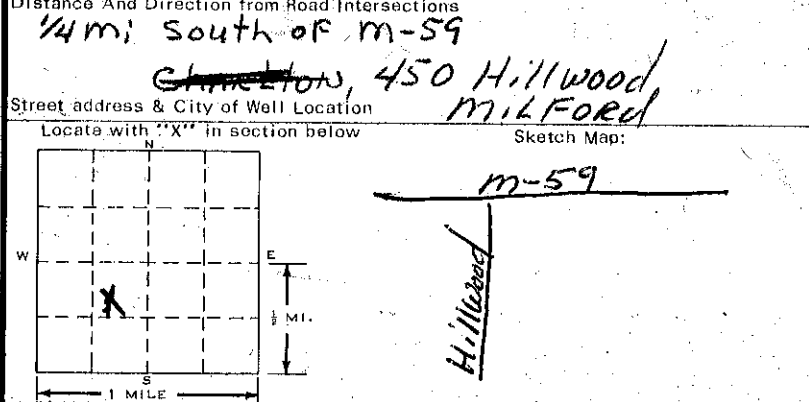 Distance And Direction from Road Intersections
1/4 mi South of M-59
450 Hillwood,
Street address & City of Well Location MILFORD
Locate with "X" in section below
Sketch Map:
N
M-59
W
E
X
Hillwood
½ MI.
S
1 MILE